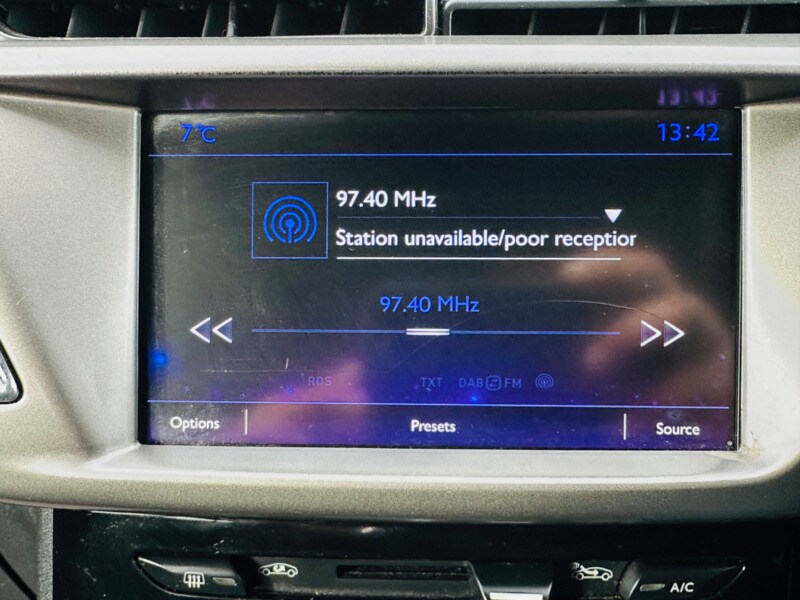 7°C 13:42
97.40 MHz
Station unavailable/poor receptior
97.40 MHz
RDS TXT DAB S FM
Options Presets Source
A/C